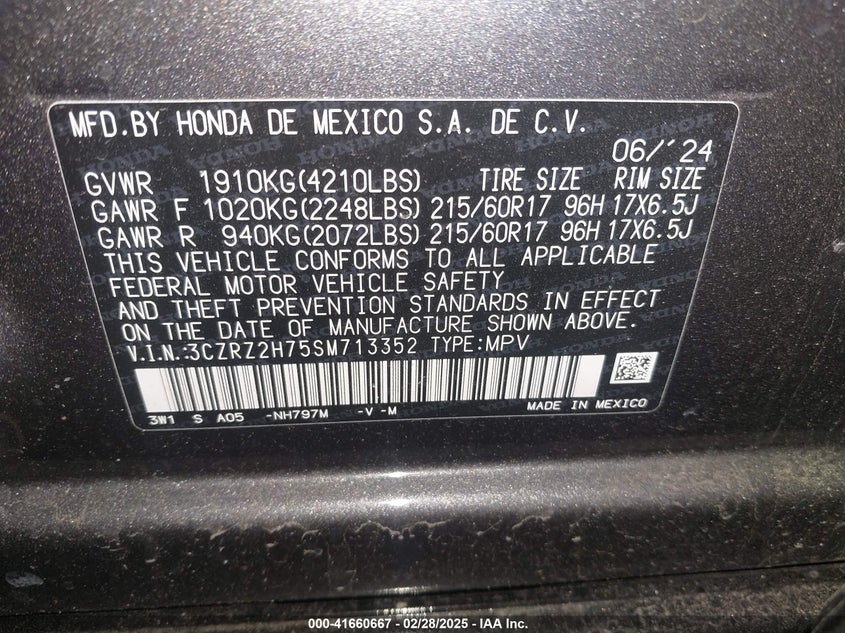 MFD.BY HONDA DE MEXICO S.A. DE C.V.
06/'24
GVWR 1910KG(4210LBS) TIRE SIZE RIM SIZE
GAWR F 1020KG(2248LBS) 215/60R17 96H 17X6.5J
GAWR R 940KG(2072LBS) 215/60R17 96H 17X6.5J
THIS VEHICLE CONFORMS TO ALL APPLICABLE
FEDERAL MOTOR VEHICLE SAFETY
AND THEFT PREVENTION STANDARDS IN EFFECT
ON THE DATE OF MANUFACTURE SHOWN ABOVE.
V.I.N.:3CZRZ2H75SM713352 TYPE:MPV
3W1 S A05 -NH797M -V -M MADE IN MEXICO
000-41660667 - 02/28/2025 - IAA Inc.